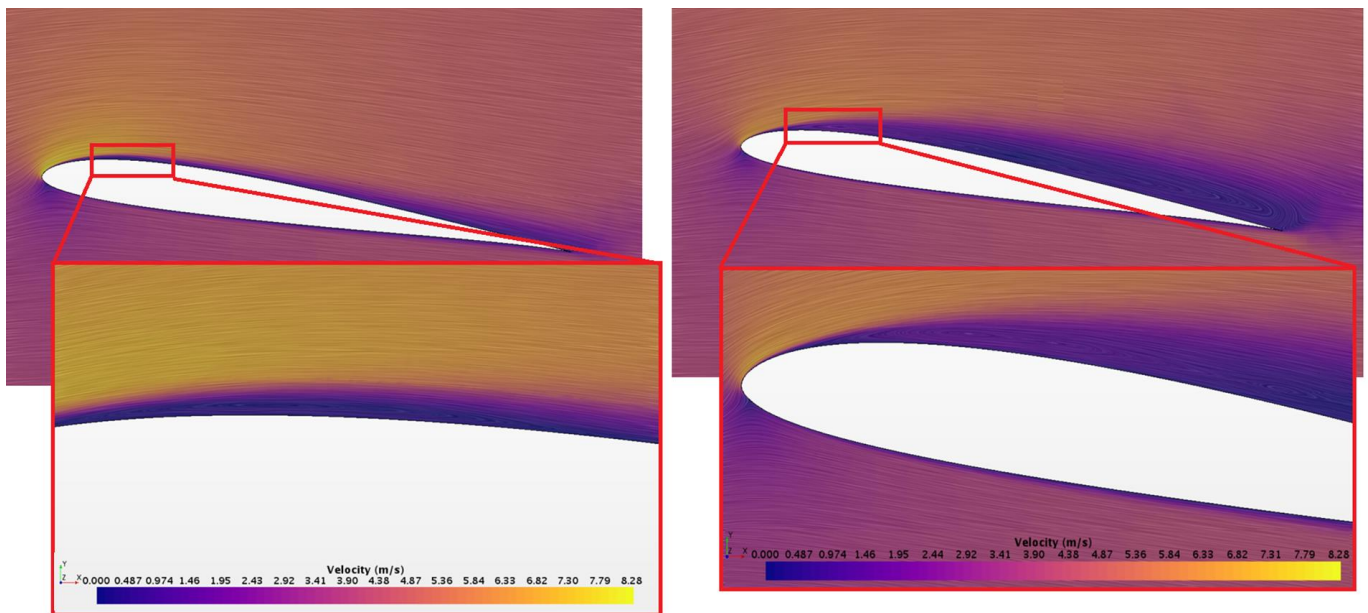 Y
Z X
Velocity (m/s)
0.000 0.487 0.974 1.46 1.95 2.43 2.92 3.41 3.90 4.38 4.87 5.36 5.84 6.33 6.82 7.30 7.79 8.28
Y
Z X
Velocity (m/s)
0.000 0.487 0.974 1.46 1.95 2.44 2.92 3.41 3.90 4.38 4.87 5.36 5.84 6.33 6.82 7.31 7.79 8.28